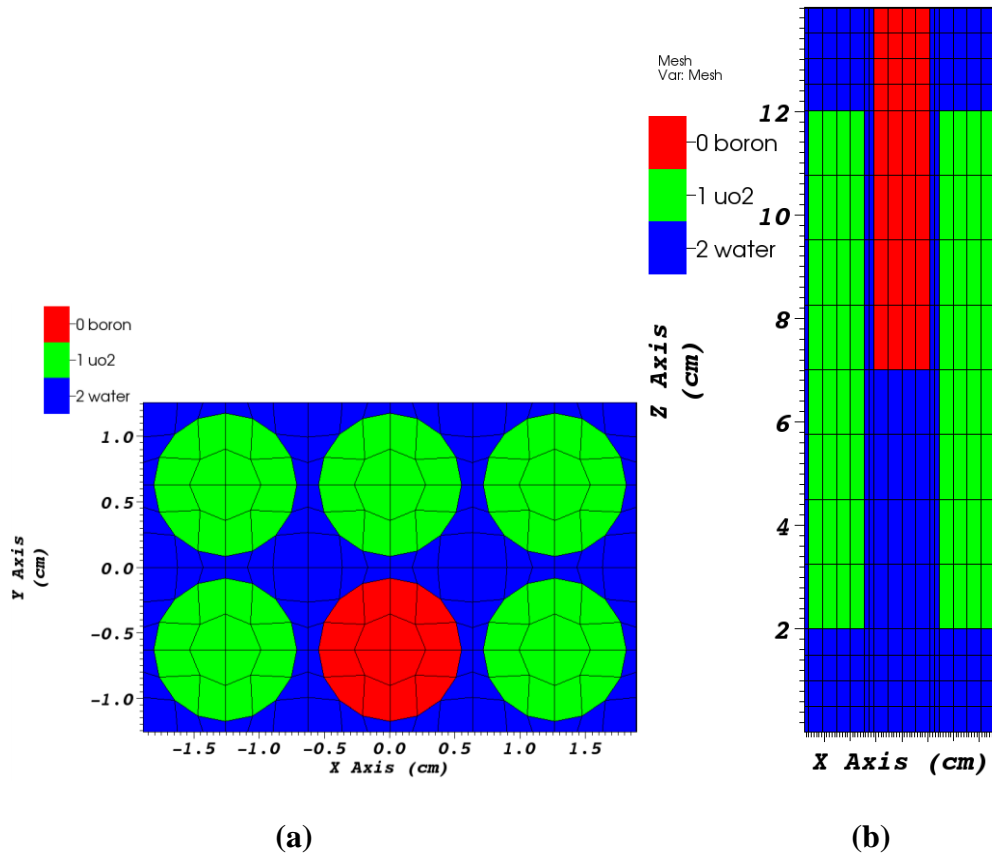 Mesh
Var: Mesh
0 boron
1 uo2
2 water
12
10
8
6
4
2
Z Axis
(cm)
X Axis (cm)
0 boron
1 uo2
2 water
1.0
0.5
0.0
-0.5
-1.0
Y Axis
(cm)
-1.5 -1.0 -0.5 0.0 0.5 1.0 1.5
X Axis (cm)
(a) (b)